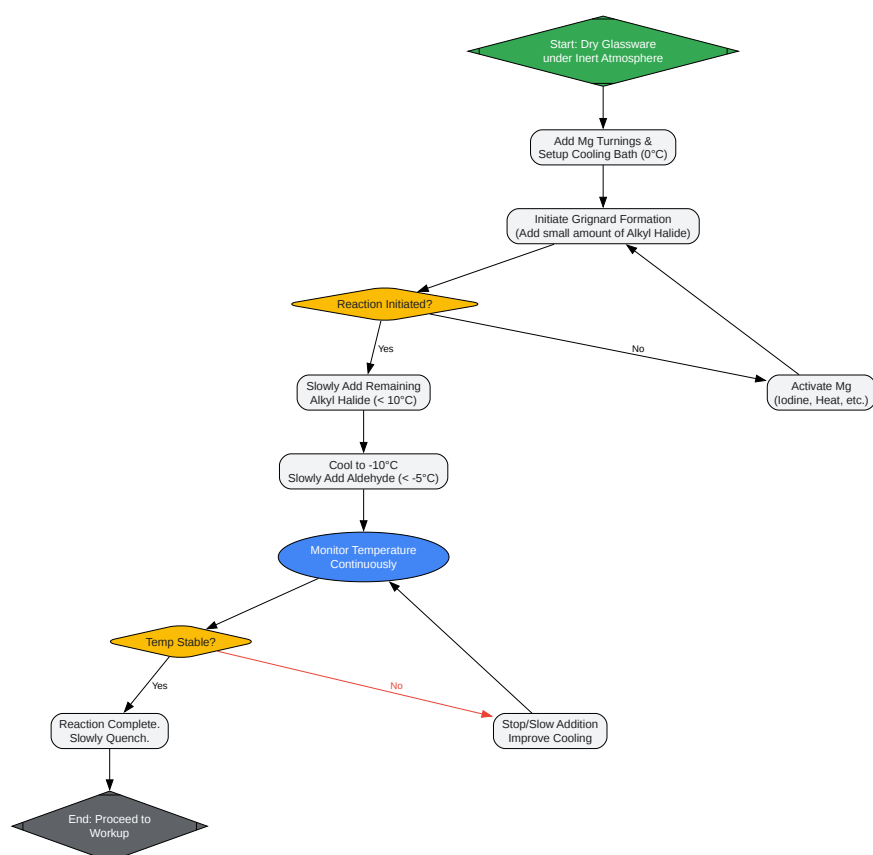 Start: Dry Glassware
under Inert Atmosphere
Add Mg Turnings &
Setup Cooling Bath (0°C)
Initiate Grignard Formation
(Add small amount of Alkyl Halide)
Reaction Initiated?
Yes
No
Slowly Add Remaining
Alkyl Halide (< 10°C)
Activate Mg
(Iodine, Heat, etc.)
Cool to -10°C
Slowly Add Aldehyde (< -5°C)
Monitor Temperature
Continuously
Temp Stable?
Yes
No
Reaction Complete.
Slowly Quench.
Stop/Slow Addition
Improve Cooling
End: Proceed to
Workup